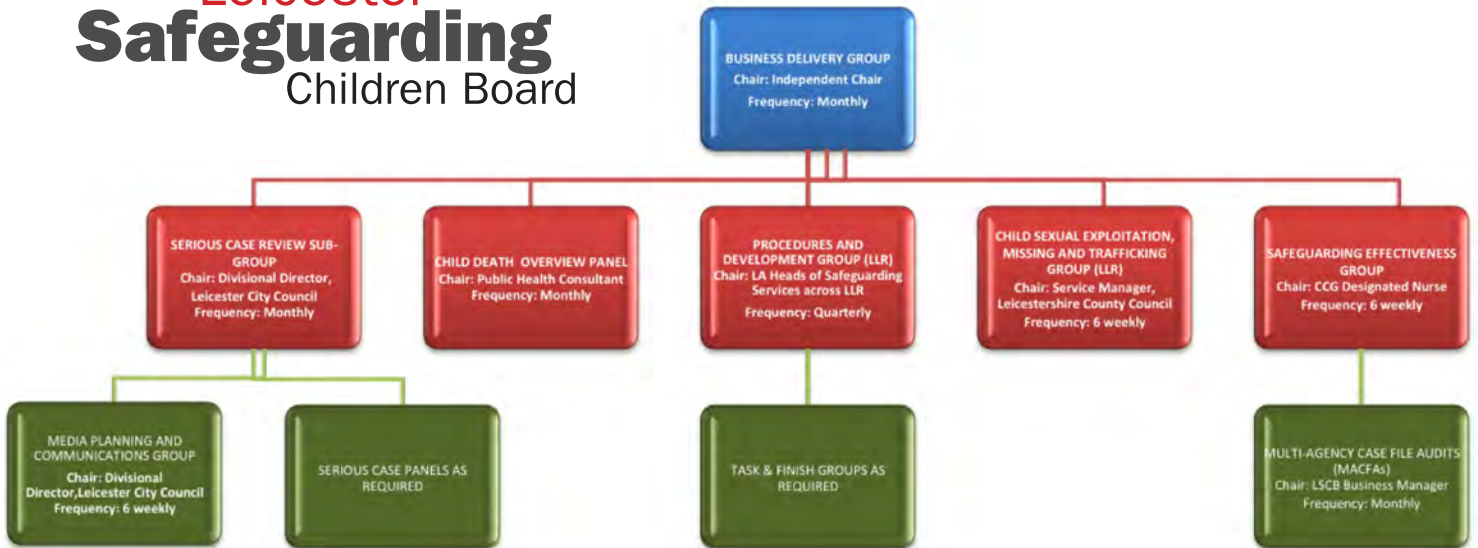 Leicester
Safeguarding
Children Board
BUSINESS DELIVERY GROUP
Chair: Independent Chair
Frequency: Monthly
SERIOUS CASE REVIEW SUB-
GROUP
Chair: Divisional Director,
Leicester City Council
Frequency: Monthly
CHILD DEATH OVERVIEW PANEL
Chair: Public Health Consultant
Frequency: Monthly
PROCEDURES AND
DEVELOPMENT GROUP (LLR)
Chair: LA Heads of Safeguarding
Services across LLR
Frequency: Quarterly
CHILD SEXUAL EXPLOITATION,
MISSING AND TRAFFICKING
GROUP (LLR)
Chair: Service Manager,
Leicestershire County Council
Frequency: 6 weekly
SAFEGUARDING EFFECTIVENESS
GROUP
Chair: CCG Designated Nurse
Frequency: 6 weekly
MEDIA PLANNING AND
COMMUNICATIONS GROUP
Chair: Divisional
Director,Leicester City Council
Frequency: 6 weekly
SERIOUS CASE PANELS AS
REQUIRED
TASK & FINISH GROUPS AS
REQUIRED
MULTI-AGENCY CASE FILE AUDITS
(MACFAs)
Chair: LSCB Business Manager
Frequency: Monthly